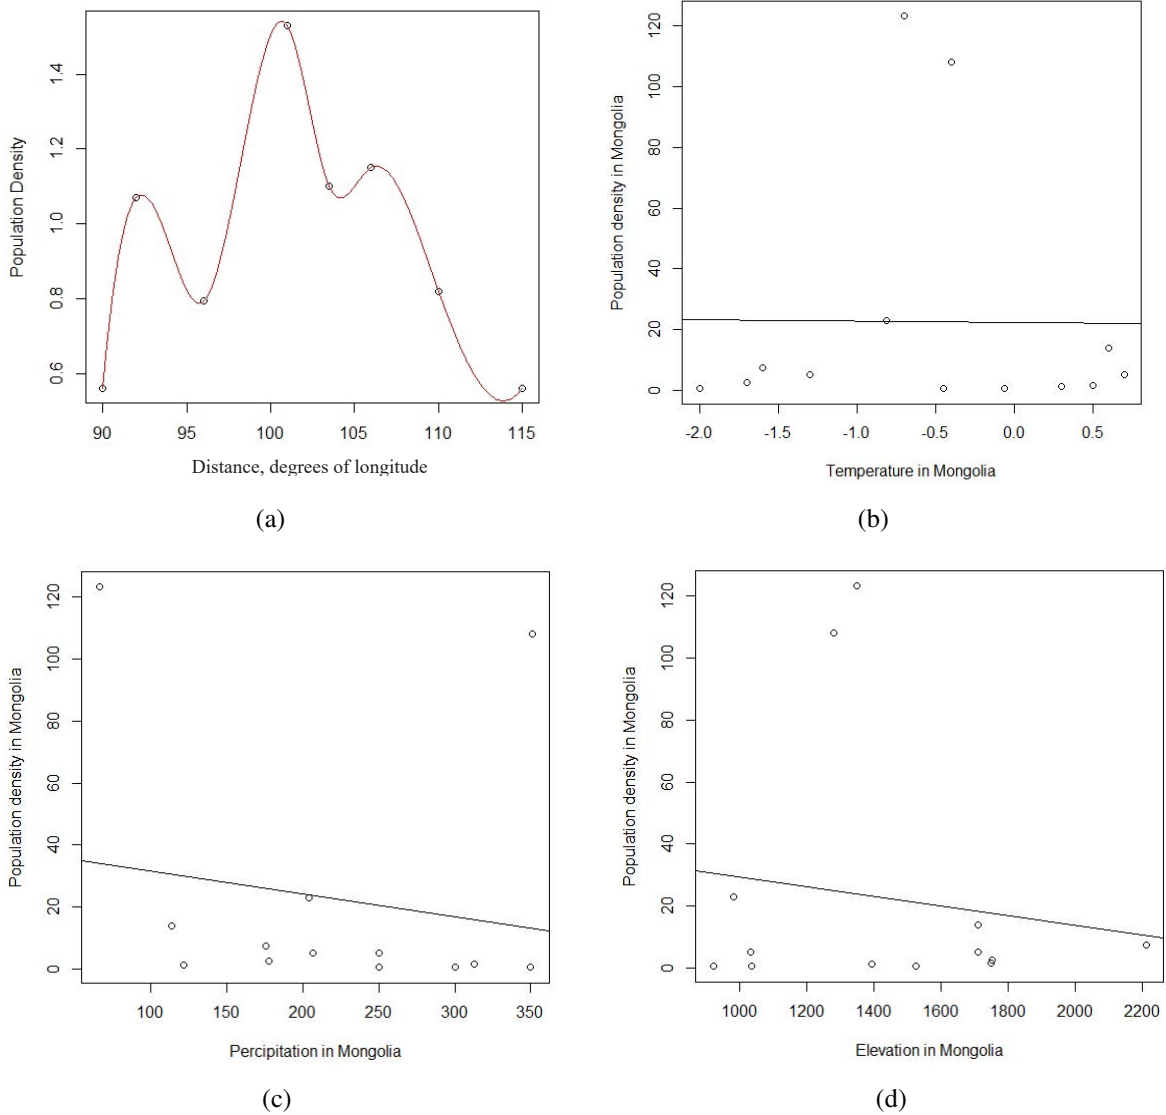 Population Density
0.6 0.8 1.0 1.2 1.4
90 95 100 105 110 115
Distance, degrees of longitude
(a)
Population density in Mongolia
0 20 40 60 80 100 120
-2.0 -1.5 -1.0 -0.5 0.0 0.5
Temperature in Mongolia
(b)
Population density in Mongolia
0 20 40 60 80 100 120
100 150 200 250 300 350
Percipitation in Mongolia
(c)
Population density in Mongolia
0 20 40 60 80 100 120
1000 1200 1400 1600 1800 2000 2200
Elevation in Mongolia
(d)